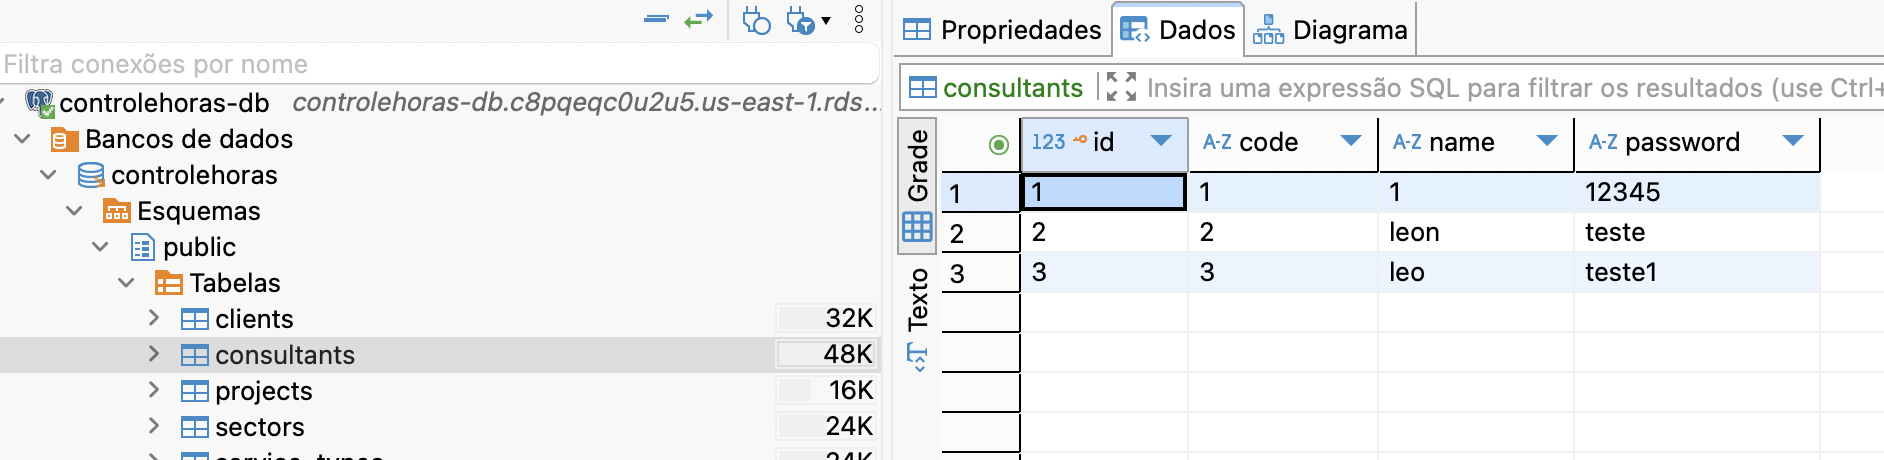 Filtra conexões por nome
controlehoras-db controlehoras-db.c8pqeqc0u2u5.us-east-1.rds...
Bancos de dados
controlehoras
Esquemas
public
Tabelas
clients 32K
consultants 48K
projects 16K
sectors 24K
Propriedades Dados Diagrama
consultants Insira uma expressão SQL para filtrar os resultados (use Ctrl+
Grade
Texto
123 id A-Z code A-Z name A-Z password
1 1 1 1 12345
2 2 2 leon teste
3 3 3 leo teste1